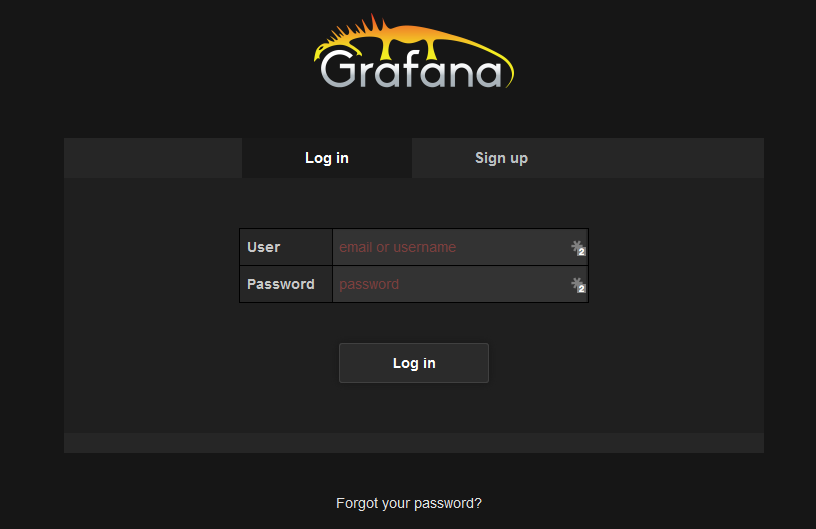 Grafana
Log in Sign up
User email or username 2
Password password 2
Log in
Forgot your password?